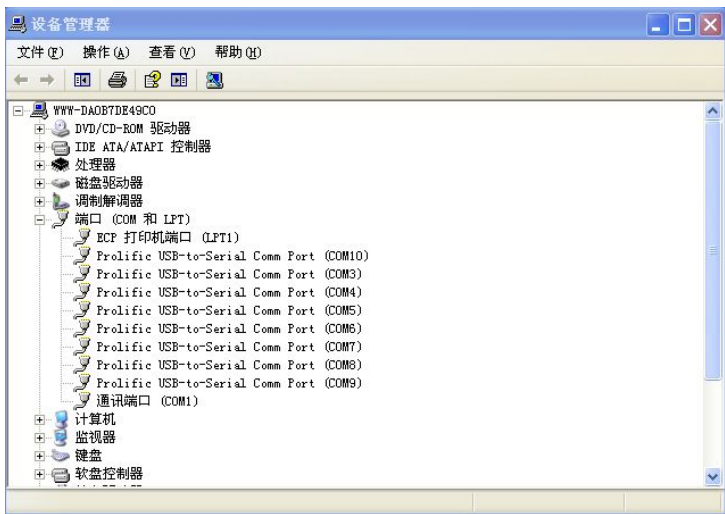 设备管理器
文件(F) 操作(A) 查看(V) 帮助(H)
WWW-DAOB7DE49CO
DVD/CD-ROM 驱动器
IDE ATA/ATAPI 控制器
处理器
磁盘驱动器
调制解调器
端口 (COM 和 LPT)
ECP 打印机端口 (LPT1)
Prolific USB-to-Serial Comm Port (COM10)
Prolific USB-to-Serial Comm Port (COM3)
Prolific USB-to-Serial Comm Port (COM4)
Prolific USB-to-Serial Comm Port (COM5)
Prolific USB-to-Serial Comm Port (COM6)
Prolific USB-to-Serial Comm Port (COM7)
Prolific USB-to-Serial Comm Port (COM8)
Prolific USB-to-Serial Comm Port (COM9)
通讯端口 (COM1)
计算机
监视器
键盘
软盘控制器